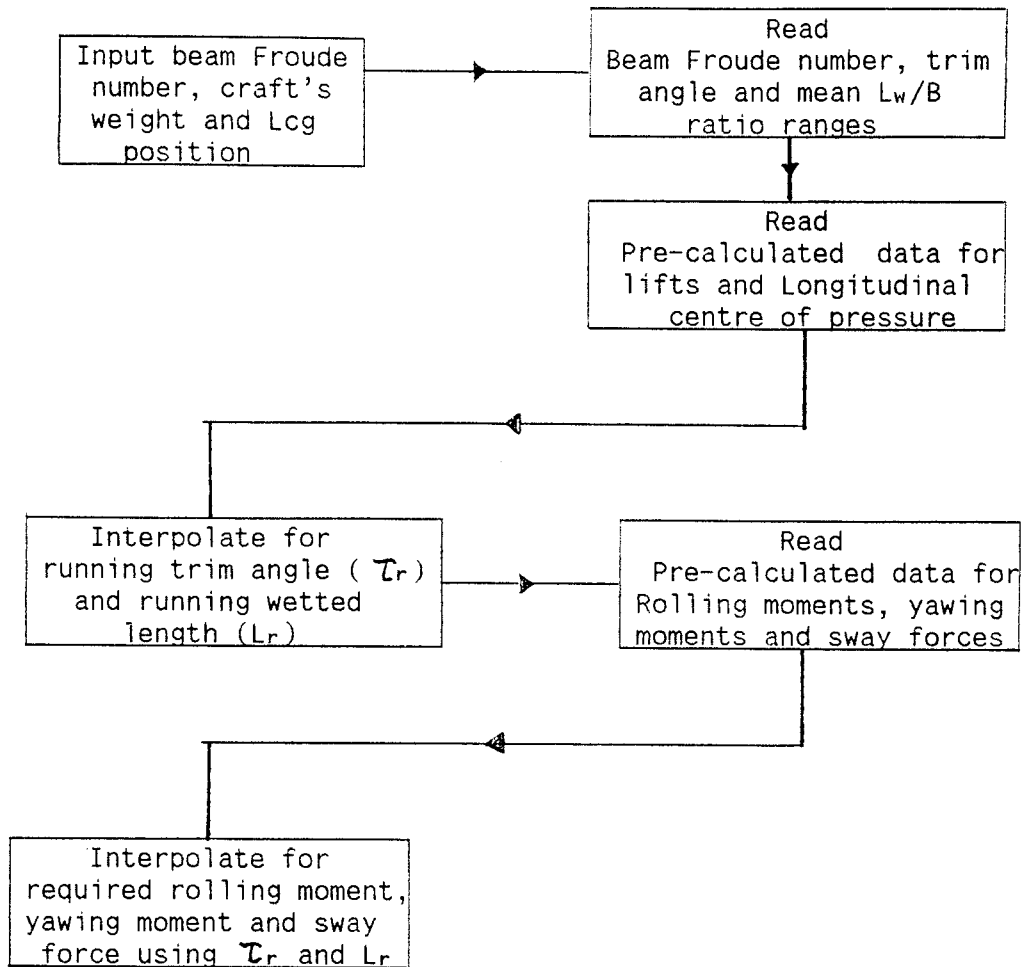 Input beam Froude
number, craft's
weight and Lcg
position
Read
Beam Froude number, trim
angle and mean Lw/B
ratio ranges
Read
Pre-calculated data for
lifts and Longitudinal
centre of pressure
Interpolate for
running trim angle ( τr)
and running wetted
length (Lr)
Read
Pre-calculated data for
Rolling moments, yawing
moments and sway forces
Interpolate for
required rolling moment,
yawing moment and sway
force using τr and Lr